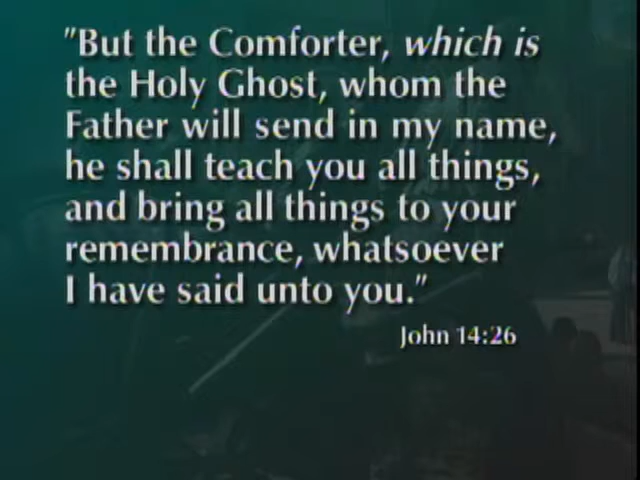 "But the Comforter, which is
the Holy Ghost, whom the
Father will send in my name,
he shall teach you all things,
and bring all things to your
remembrance, whatsoever
I have said unto you."
John 14:26